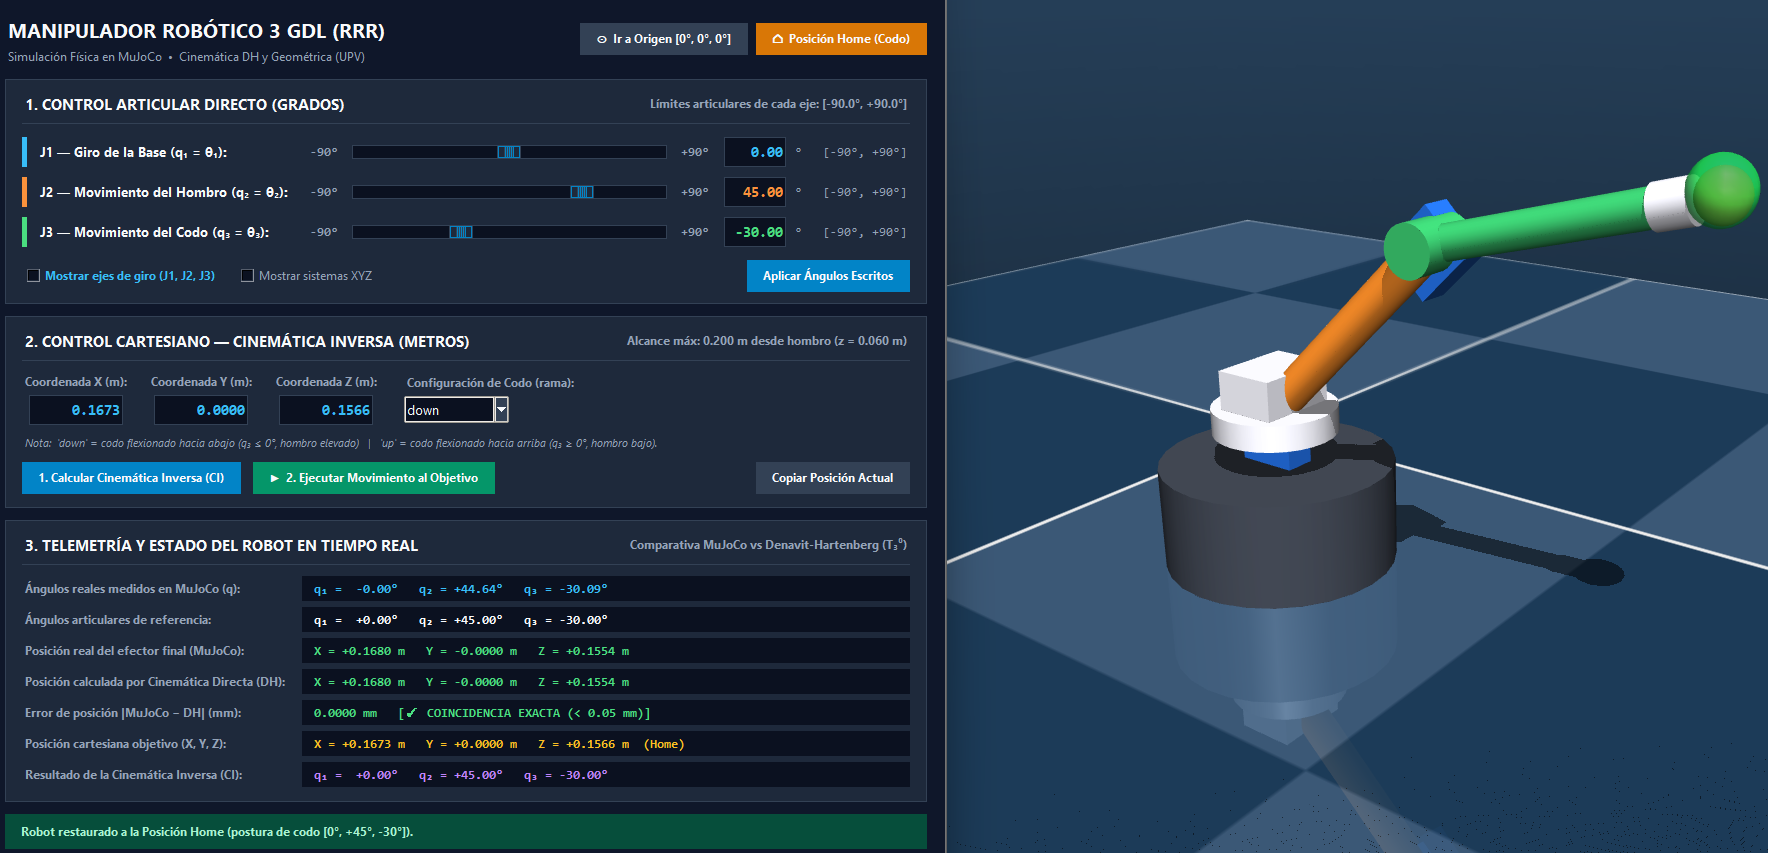 MANIPULADOR ROBÓTICO 3 GDL (RRR)
Simulación Física en MuJoCo • Cinemática DH y Geométrica (UPV)
⊙ Ir a Origen [0°, 0°, 0°]
⌂ Posición Home (Codo)
1. CONTROL ARTICULAR DIRECTO (GRADOS)
Límites articulares de cada eje: [-90.0°, +90.0°]
J1 — Giro de la Base (q₁ = θ₁): -90° +90° 0.00 ° [-90°, +90°]
J2 — Movimiento del Hombro (q₂ = θ₂): -90° +90° 45.00 ° [-90°, +90°]
J3 — Movimiento del Codo (q₃ = θ₃): -90° +90° -30.00 ° [-90°, +90°]
Mostrar ejes de giro (J1, J2, J3)
Mostrar sistemas XYZ
Aplicar Ángulos Escritos
2. CONTROL CARTESIANO — CINEMÁTICA INVERSA (METROS)
Alcance máx: 0.200 m desde hombro (z = 0.060 m)
Coordenada X (m): Coordenada Y (m): Coordenada Z (m): Configuración de Codo (rama):
0.1673 0.0000 0.1566 down
Nota: 'down' = codo flexionado hacia abajo (q₃ ≤ 0°, hombro elevado) | 'up' = codo flexionado hacia arriba (q₃ ≥ 0°, hombro bajo).
1. Calcular Cinemática Inversa (CI)
► 2. Ejecutar Movimiento al Objetivo
Copiar Posición Actual
3. TELEMETRÍA Y ESTADO DEL ROBOT EN TIEMPO REAL
Comparativa MuJoCo vs Denavit-Hartenberg (T₃⁰)
Ángulos reales medidos en MuJoCo (q): q₁ = -0.00° q₂ = +44.64° q₃ = -30.09°
Ángulos articulares de referencia: q₁ = +0.00° q₂ = +45.00° q₃ = -30.00°
Posición real del efector final (MuJoCo): X = +0.1680 m Y = -0.0000 m Z = +0.1554 m
Posición calculada por Cinemática Directa (DH): X = +0.1680 m Y = -0.0000 m Z = +0.1554 m
Error de posición |MuJoCo − DH| (mm): 0.0000 mm [✔ COINCIDENCIA EXACTA (< 0.05 mm)]
Posición cartesiana objetivo (X, Y, Z): X = +0.1673 m Y = +0.0000 m Z = +0.1566 m (Home)
Resultado de la Cinemática Inversa (CI): q₁ = +0.00° q₂ = +45.00° q₃ = -30.00°
Robot restaurado a la Posición Home (postura de codo [0°, +45°, -30°]).